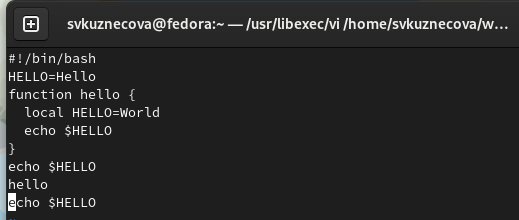 svkuznecova@fedora:~ — /usr/libexec/vi /home/svkuznecova/w...
#!/bin/bash
HELLO=Hello
function hello {
  local HELLO=World
  echo $HELLO
}
echo $HELLO
hello
echo $HELLO